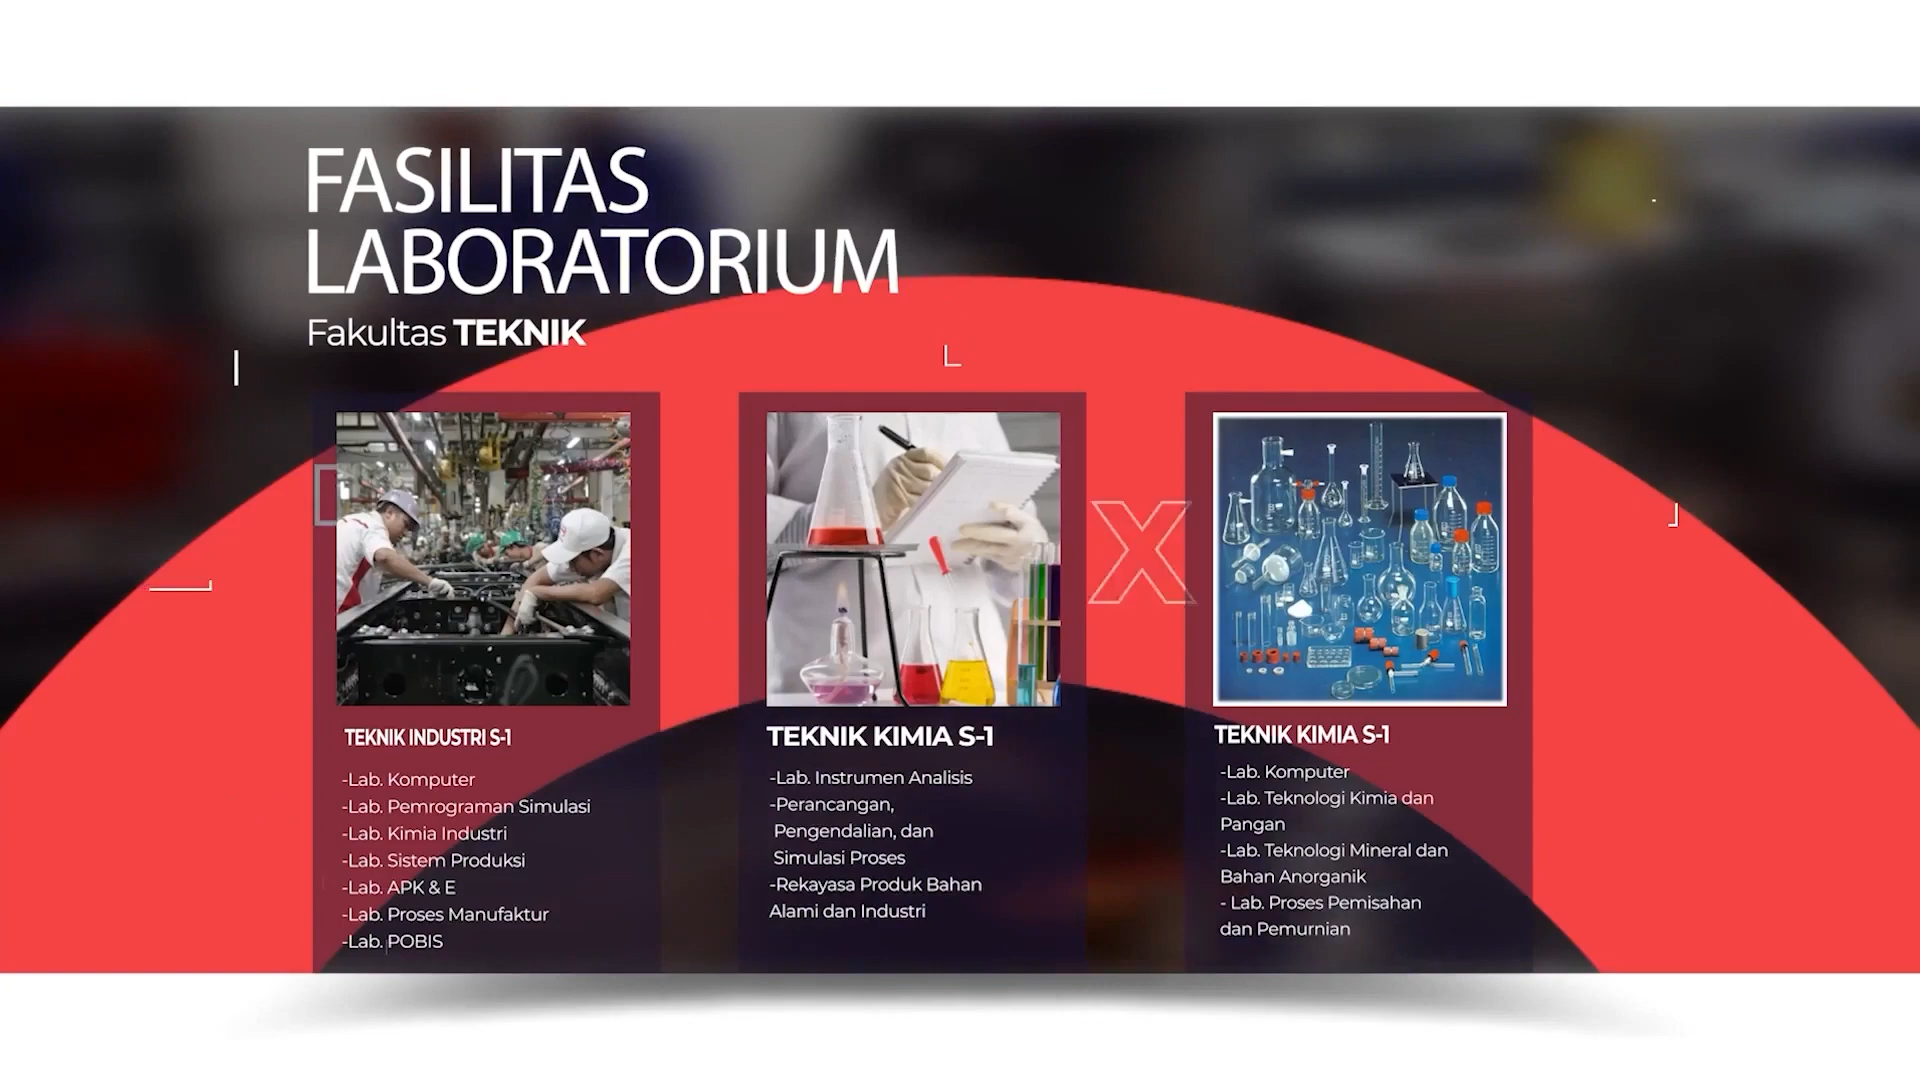 FASILITAS
LABORATORIUM
Fakultas TEKNIK
TEKNIK INDUSTRI S-1
-Lab. Komputer
-Lab. Pemrograman Simulasi
-Lab. Kimia Industri
-Lab. Sistem Produksi
-Lab. APK & E
-Lab. Proses Manufaktur
-Lab. POBIS
X
TEKNIK KIMIA S-1
-Lab. Instrumen Analisis
-Perancangan,
Pengendalian, dan
Simulasi Proses
-Rekayasa Produk Bahan
Alami dan Industri
TEKNIK KIMIA S-1
-Lab. Komputer
-Lab. Teknologi Kimia dan
Pangan
-Lab. Teknologi Mineral dan
Bahan Anorganik
- Lab. Proses Pemisahan
dan Pemurnian